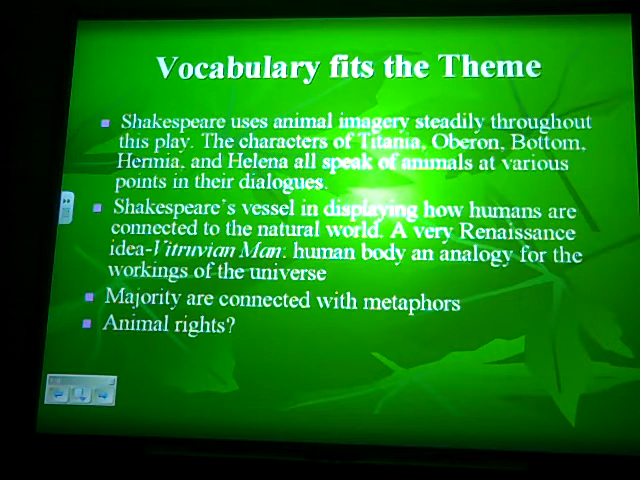 Vocabulary fits the Theme
Shakespeare uses animal imagery steadily throughout
this play. The characters of Titania, Oberon, Bottom,
Hermia, and Helena all speak of animals at various
points in their dialogues.
Shakespeare's vessel in displaying how humans are
connected to the natural world. A very Renaissance
idea-Vitruvian Man: human body an analogy for the
workings of the universe
Majority are connected with metaphors
Animal rights?